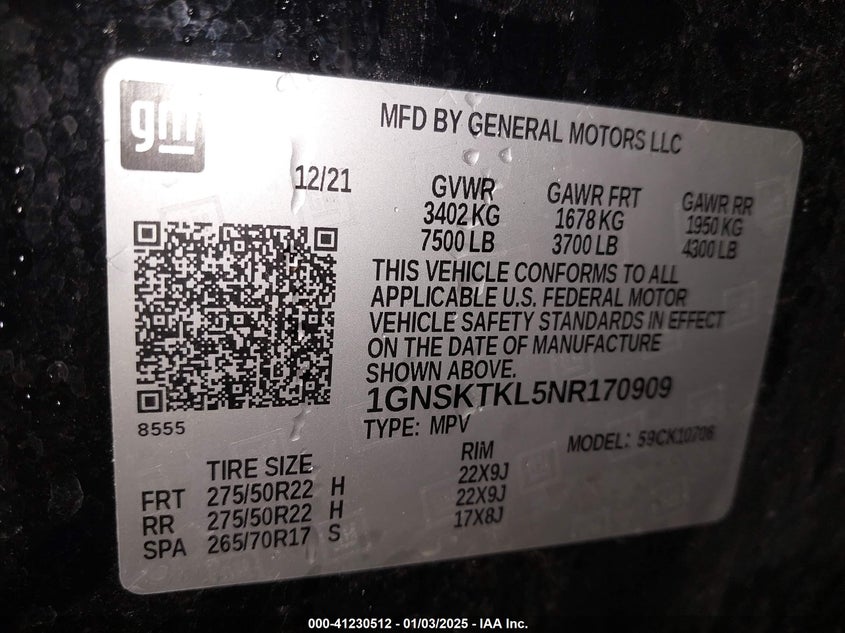 gm
MFD BY GENERAL MOTORS LLC
12/21
GVWR GAWR FRT GAWR RR
3402 KG 1678 KG 1950 KG
7500 LB 3700 LB 4300 LB
THIS VEHICLE CONFORMS TO ALL
APPLICABLE U.S. FEDERAL MOTOR
VEHICLE SAFETY STANDARDS IN EFFECT
ON THE DATE OF MANUFACTURE
SHOWN ABOVE.
1GNSKTKL5NR170909
8555
TYPE: MPV MODEL: 59CK10706
TIRE SIZE RIM
FRT 275/50R22 H 22X9J
RR 275/50R22 H 22X9J
SPA 265/70R17 S 17X8J
000-41230512 - 01/03/2025 - IAA Inc.